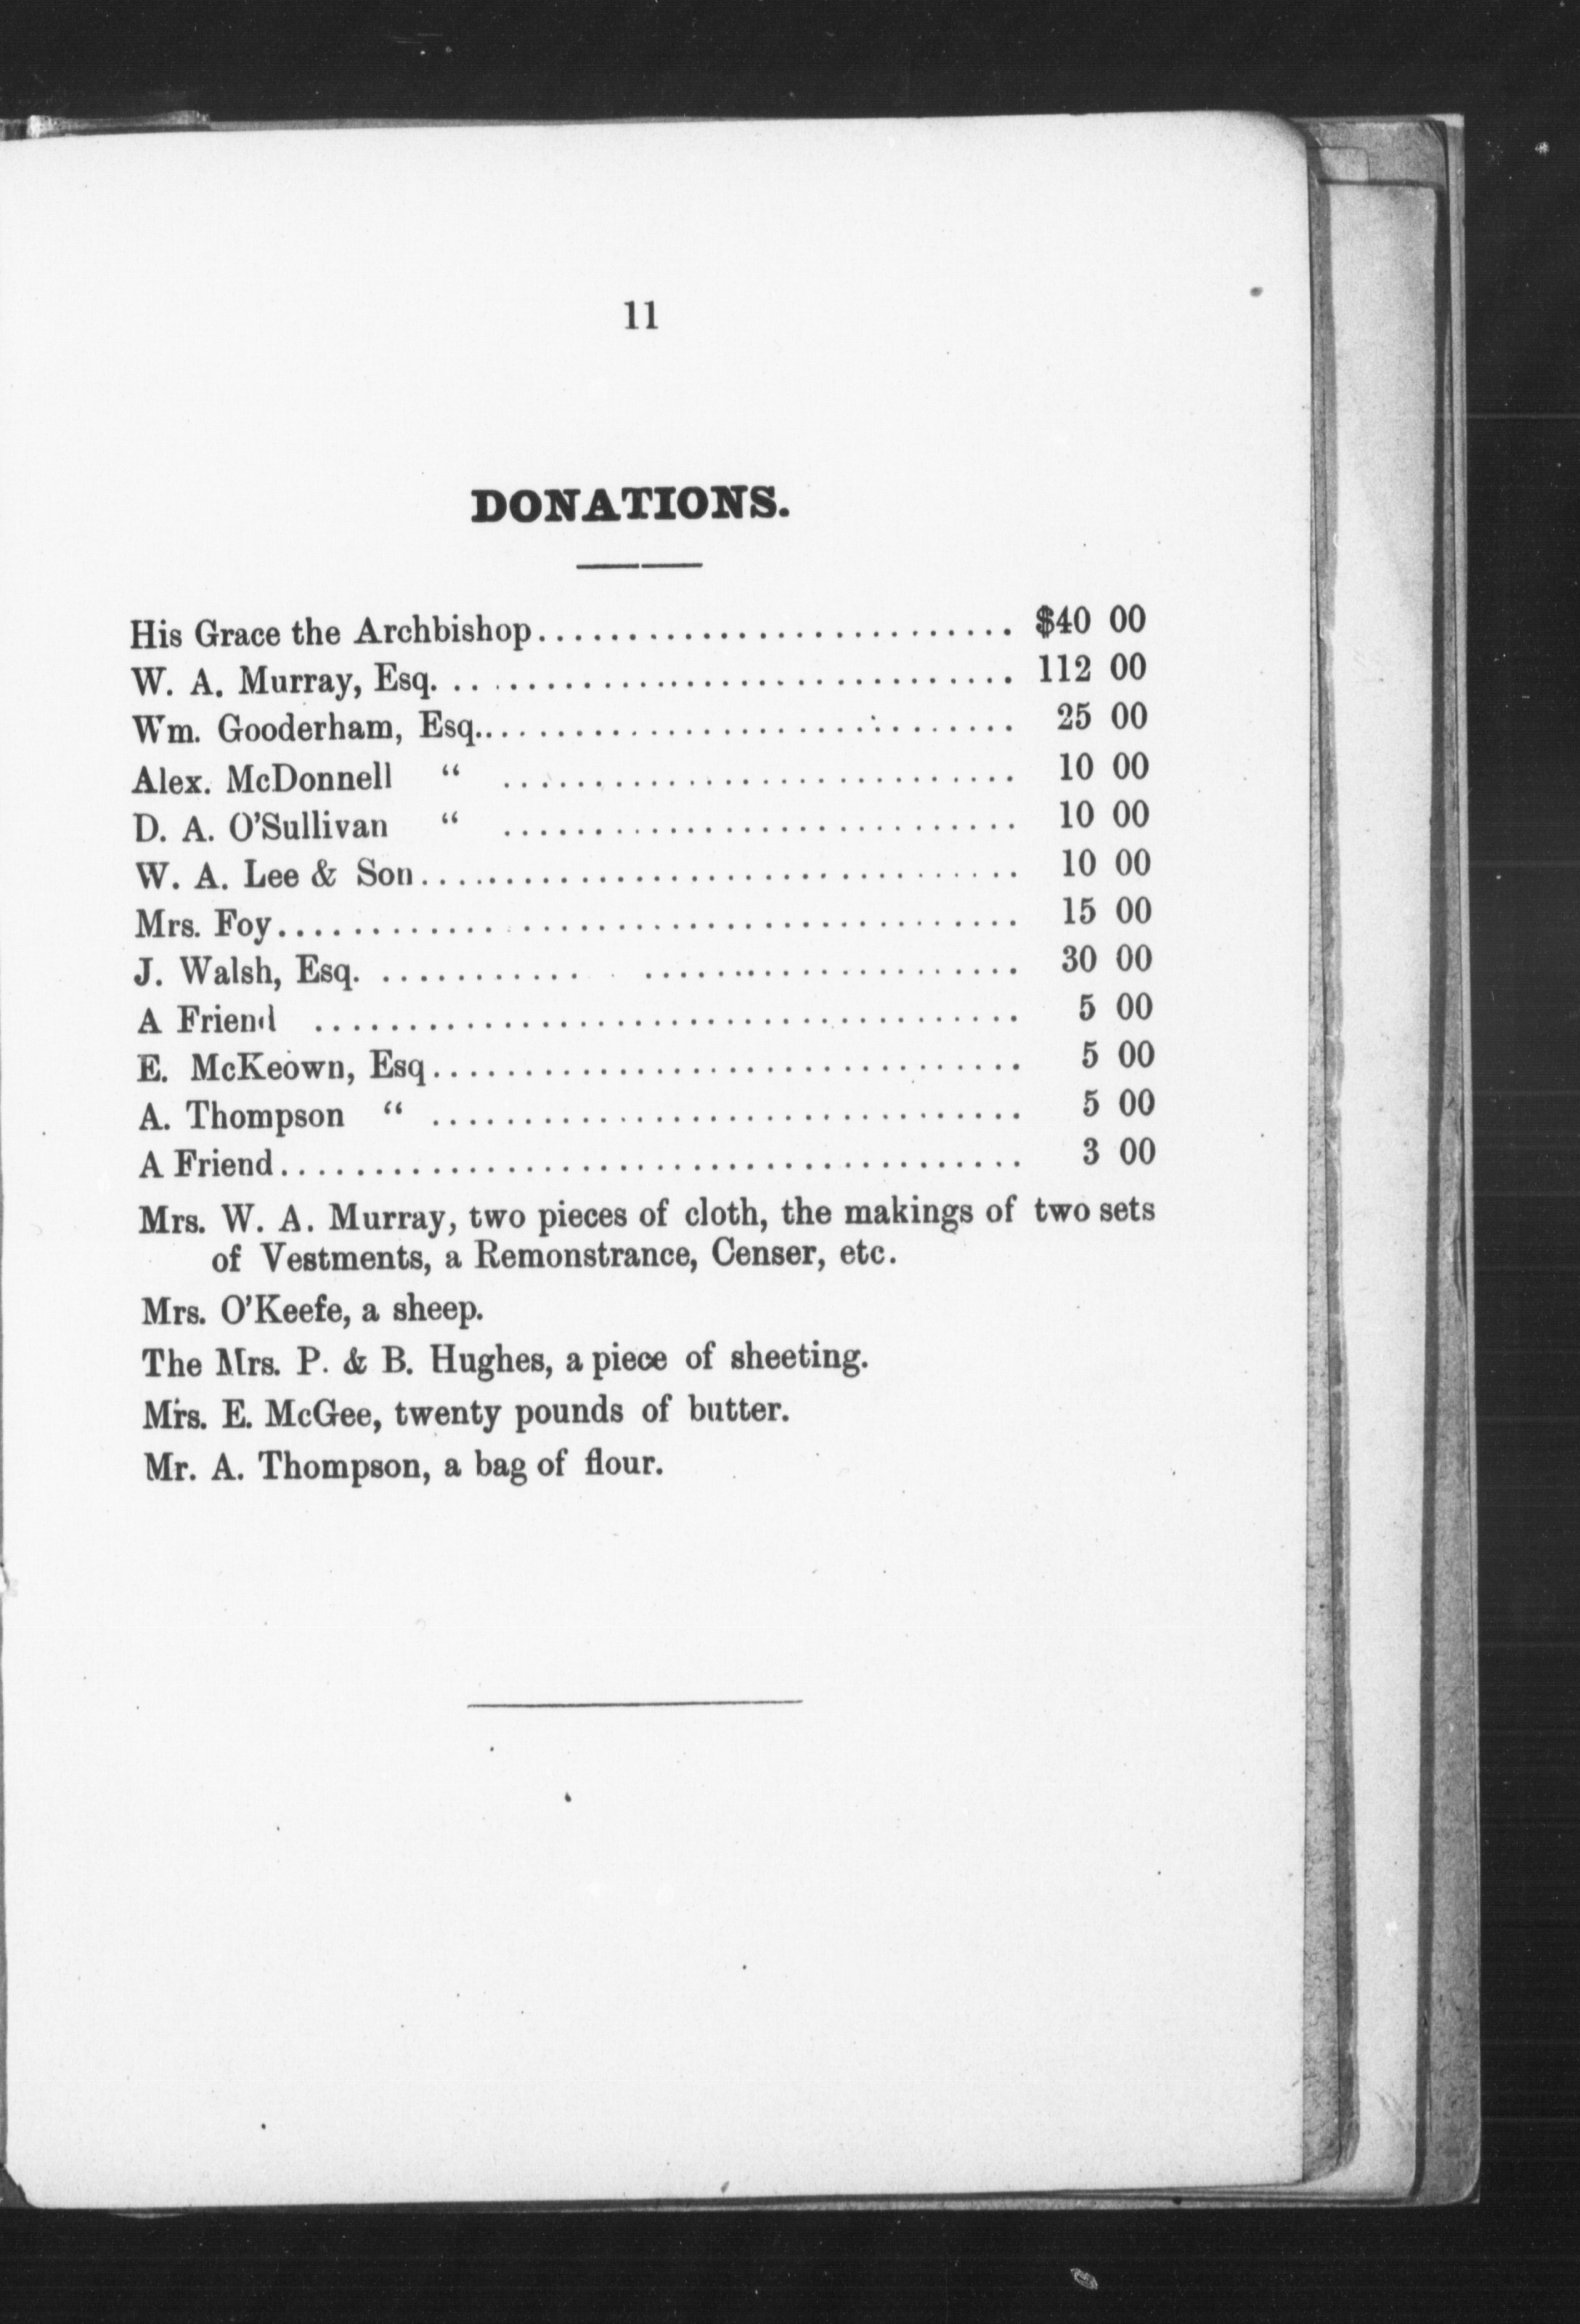 11
DONATIONS.
His Grace the Archbishop........................... $40 00
W. A. Murray, Esq. ................................ 112 00
Wm. Gooderham, Esq.............................. 25 00
Alex. McDonnell “ ............................. 10 00
D. A. O'Sullivan “ ............................. 10 00
W. A. Lee & Son.................................. 10 00
Mrs. Foy.......................................... 15 00
J. Walsh, Esq. ........... ..................... 30 00
A Friend ....................................... 5 00
E. McKeown, Esq................................. 5 00
A. Thompson “ ................................. 5 00
A Friend.......................................... 3 00
Mrs. W. A. Murray, two pieces of cloth, the makings of two sets
of Vestments, a Remonstrance, Censer, etc.
Mrs. O'Keefe, a sheep.
The Mrs. P. & B. Hughes, a piece of sheeting.
Mrs. E. McGee, twenty pounds of butter.
Mr. A. Thompson, a bag of flour.